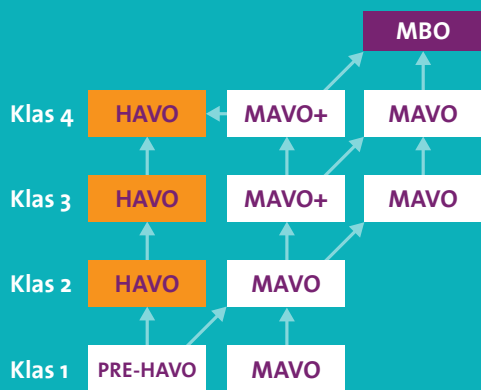 MBO
Klas 4 HAVO MAVO+ MAVO
Klas 3 HAVO MAVO+ MAVO
Klas 2 HAVO MAVO
Klas 1 PRE-HAVO MAVO